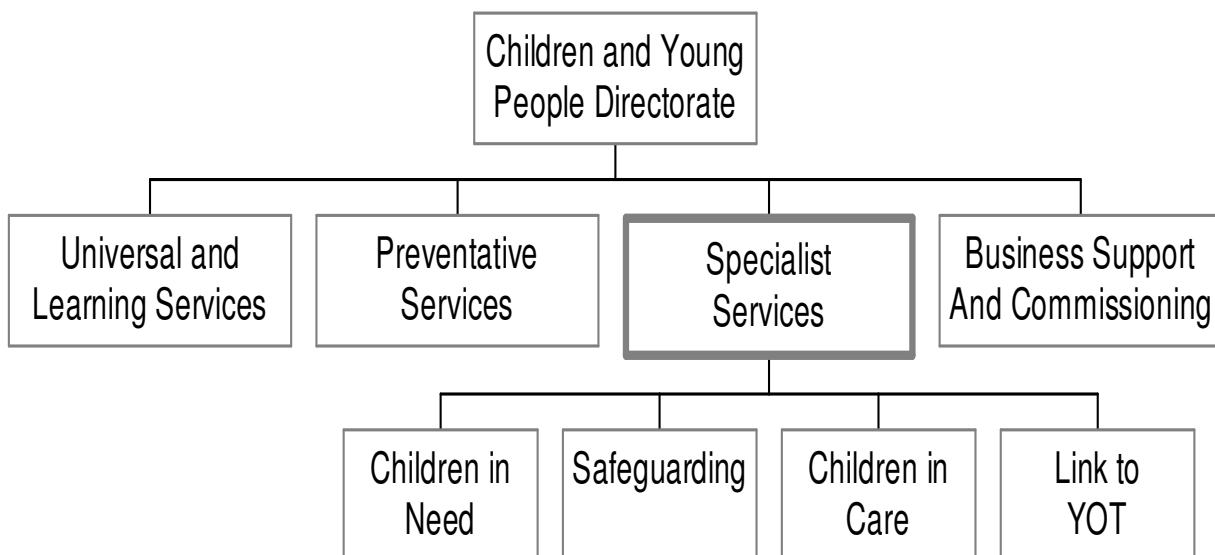 Children and Young
People Directorate
Universal and
Learning Services
Preventative
Services
Specialist
Services
Business Support
And Commissioning
Children in
Need
Safeguarding
Children in
Care
Link to
YOT